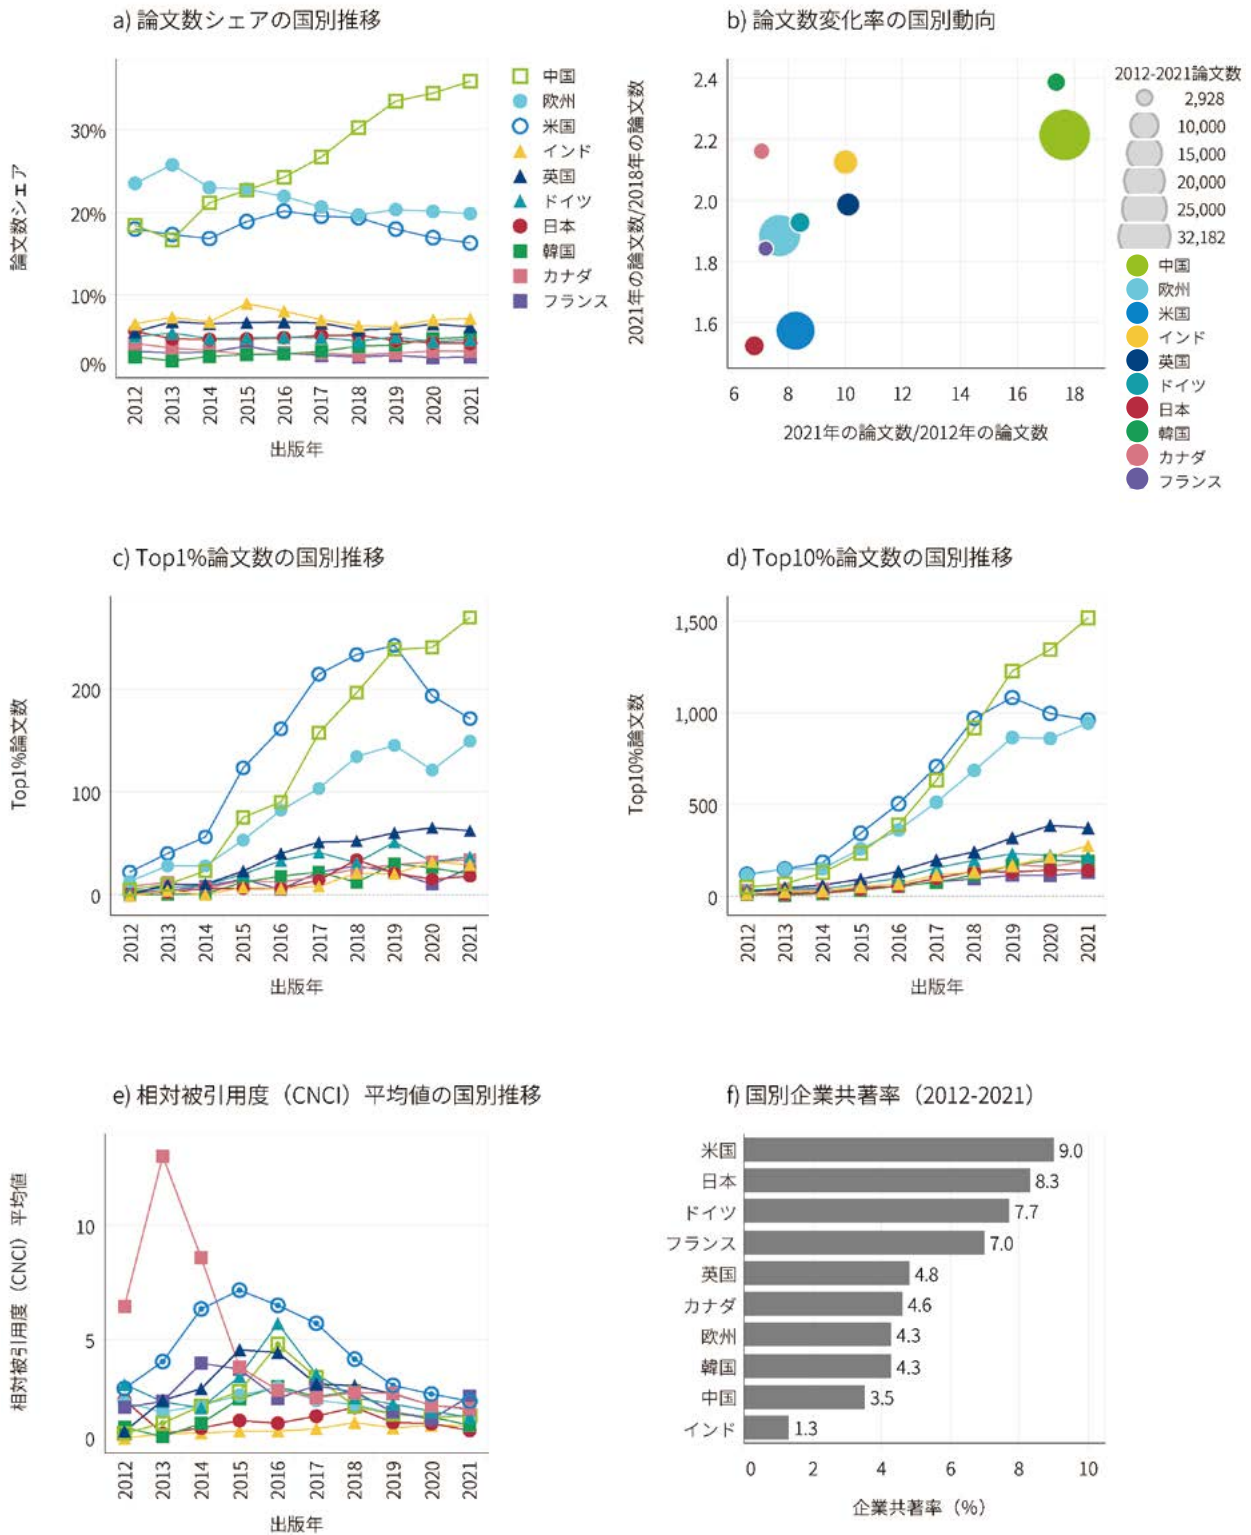 a) 論文数シェアの国別推移
論文数シェア
30%
20%
10%
0%
2012
2013
2014
2015
2016
2017
2018
2019
2020
2021
出版年
中国
欧州
米国
インド
英国
ドイツ
日本
韓国
カナダ
フランス
b) 論文数変化率の国別動向
2021年の論文数/2018年の論文数
2.4
2.2
2.0
1.8
1.6
6 8 10 12 14 16 18
2021年の論文数/2012年の論文数
2012-2021論文数
2,928
10,000
15,000
20,000
25,000
32,182
中国
欧州
米国
インド
英国
ドイツ
日本
韓国
カナダ
フランス
c) Top1%論文数の国別推移
Top1%論文数
200
100
0
2012
2013
2014
2015
2016
2017
2018
2019
2020
2021
出版年
d) Top10%論文数の国別推移
Top10%論文数
1,500
1,000
500
0
2012
2013
2014
2015
2016
2017
2018
2019
2020
2021
出版年
e) 相対被引用度（CNCI）平均値の国別推移
相対被引用度（CNCI）平均値
10
5
0
2012
2013
2014
2015
2016
2017
2018
2019
2020
2021
出版年
f) 国別企業共著率（2012-2021）
米国 9.0
日本 8.3
ドイツ 7.7
フランス 7.0
英国 4.8
カナダ 4.6
欧州 4.3
韓国 4.3
中国 3.5
インド 1.3
0 2 4 6 8 10
企業共著率（%）